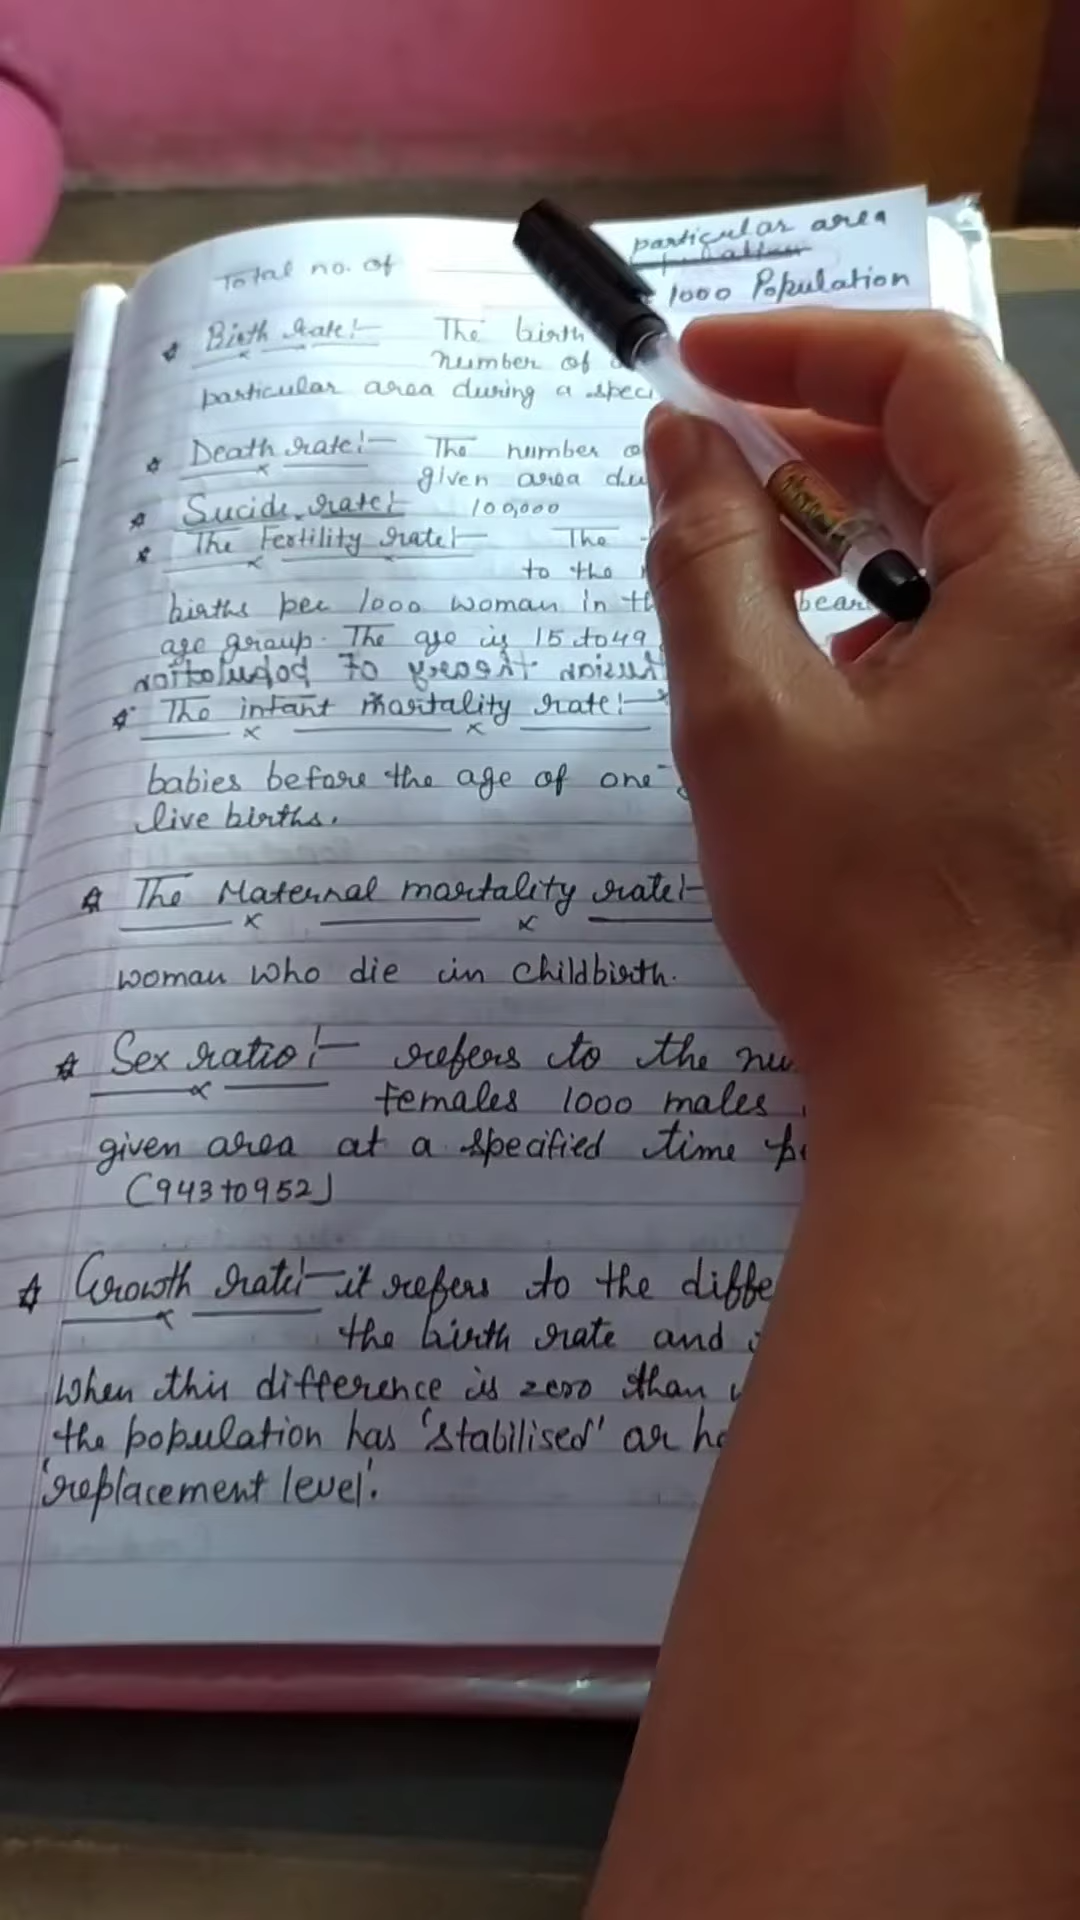 particular area
Total no. of
1000 Population
☆ Birth rate!— The birth
number of
particular area during a speci
☆ Death rate!— The number o
given area du
☆ Sucide rate!— 100,000
☆ The Fertility rate!— The
to the
births per 1000 woman in th bear
age group. The age is 15 to 49
☆ The infant mortality rate!—
babies before the age of one
live births.
☆ The Maternal mortality rate!—
woman who die in childbirth.
☆ Sex ratio!— refers to the nu
females 1000 males
given area at a specified time pe
(943 to 952)
☆ Growth rate!— it refers to the diffe
the birth rate and
when this difference is zero than
the population has 'stabilised' or ha
'replacement level'.